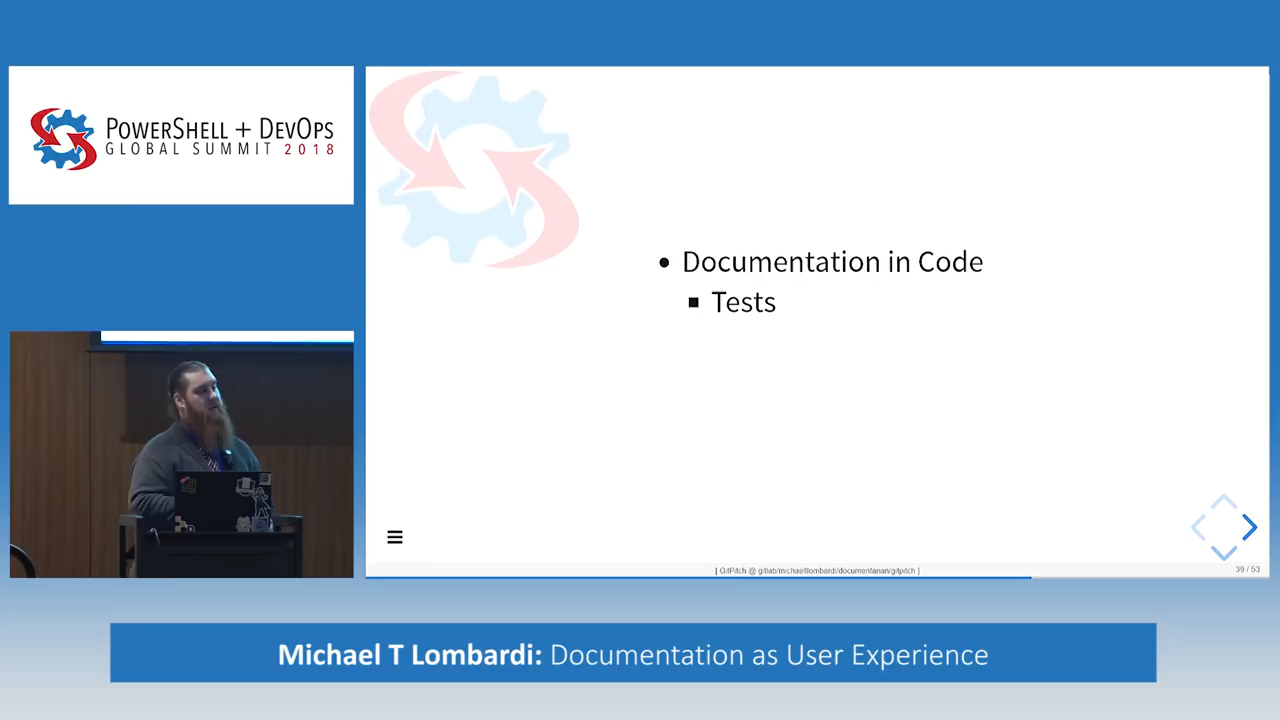 POWERSHELL + DEVOPS
GLOBAL SUMMIT 2018
• Documentation in Code
▪ Tests
[ GitPitch @ gitlab/michaeltlombardi/documentarian/gitpitch ]
39 / 53
Michael T Lombardi: Documentation as User Experience